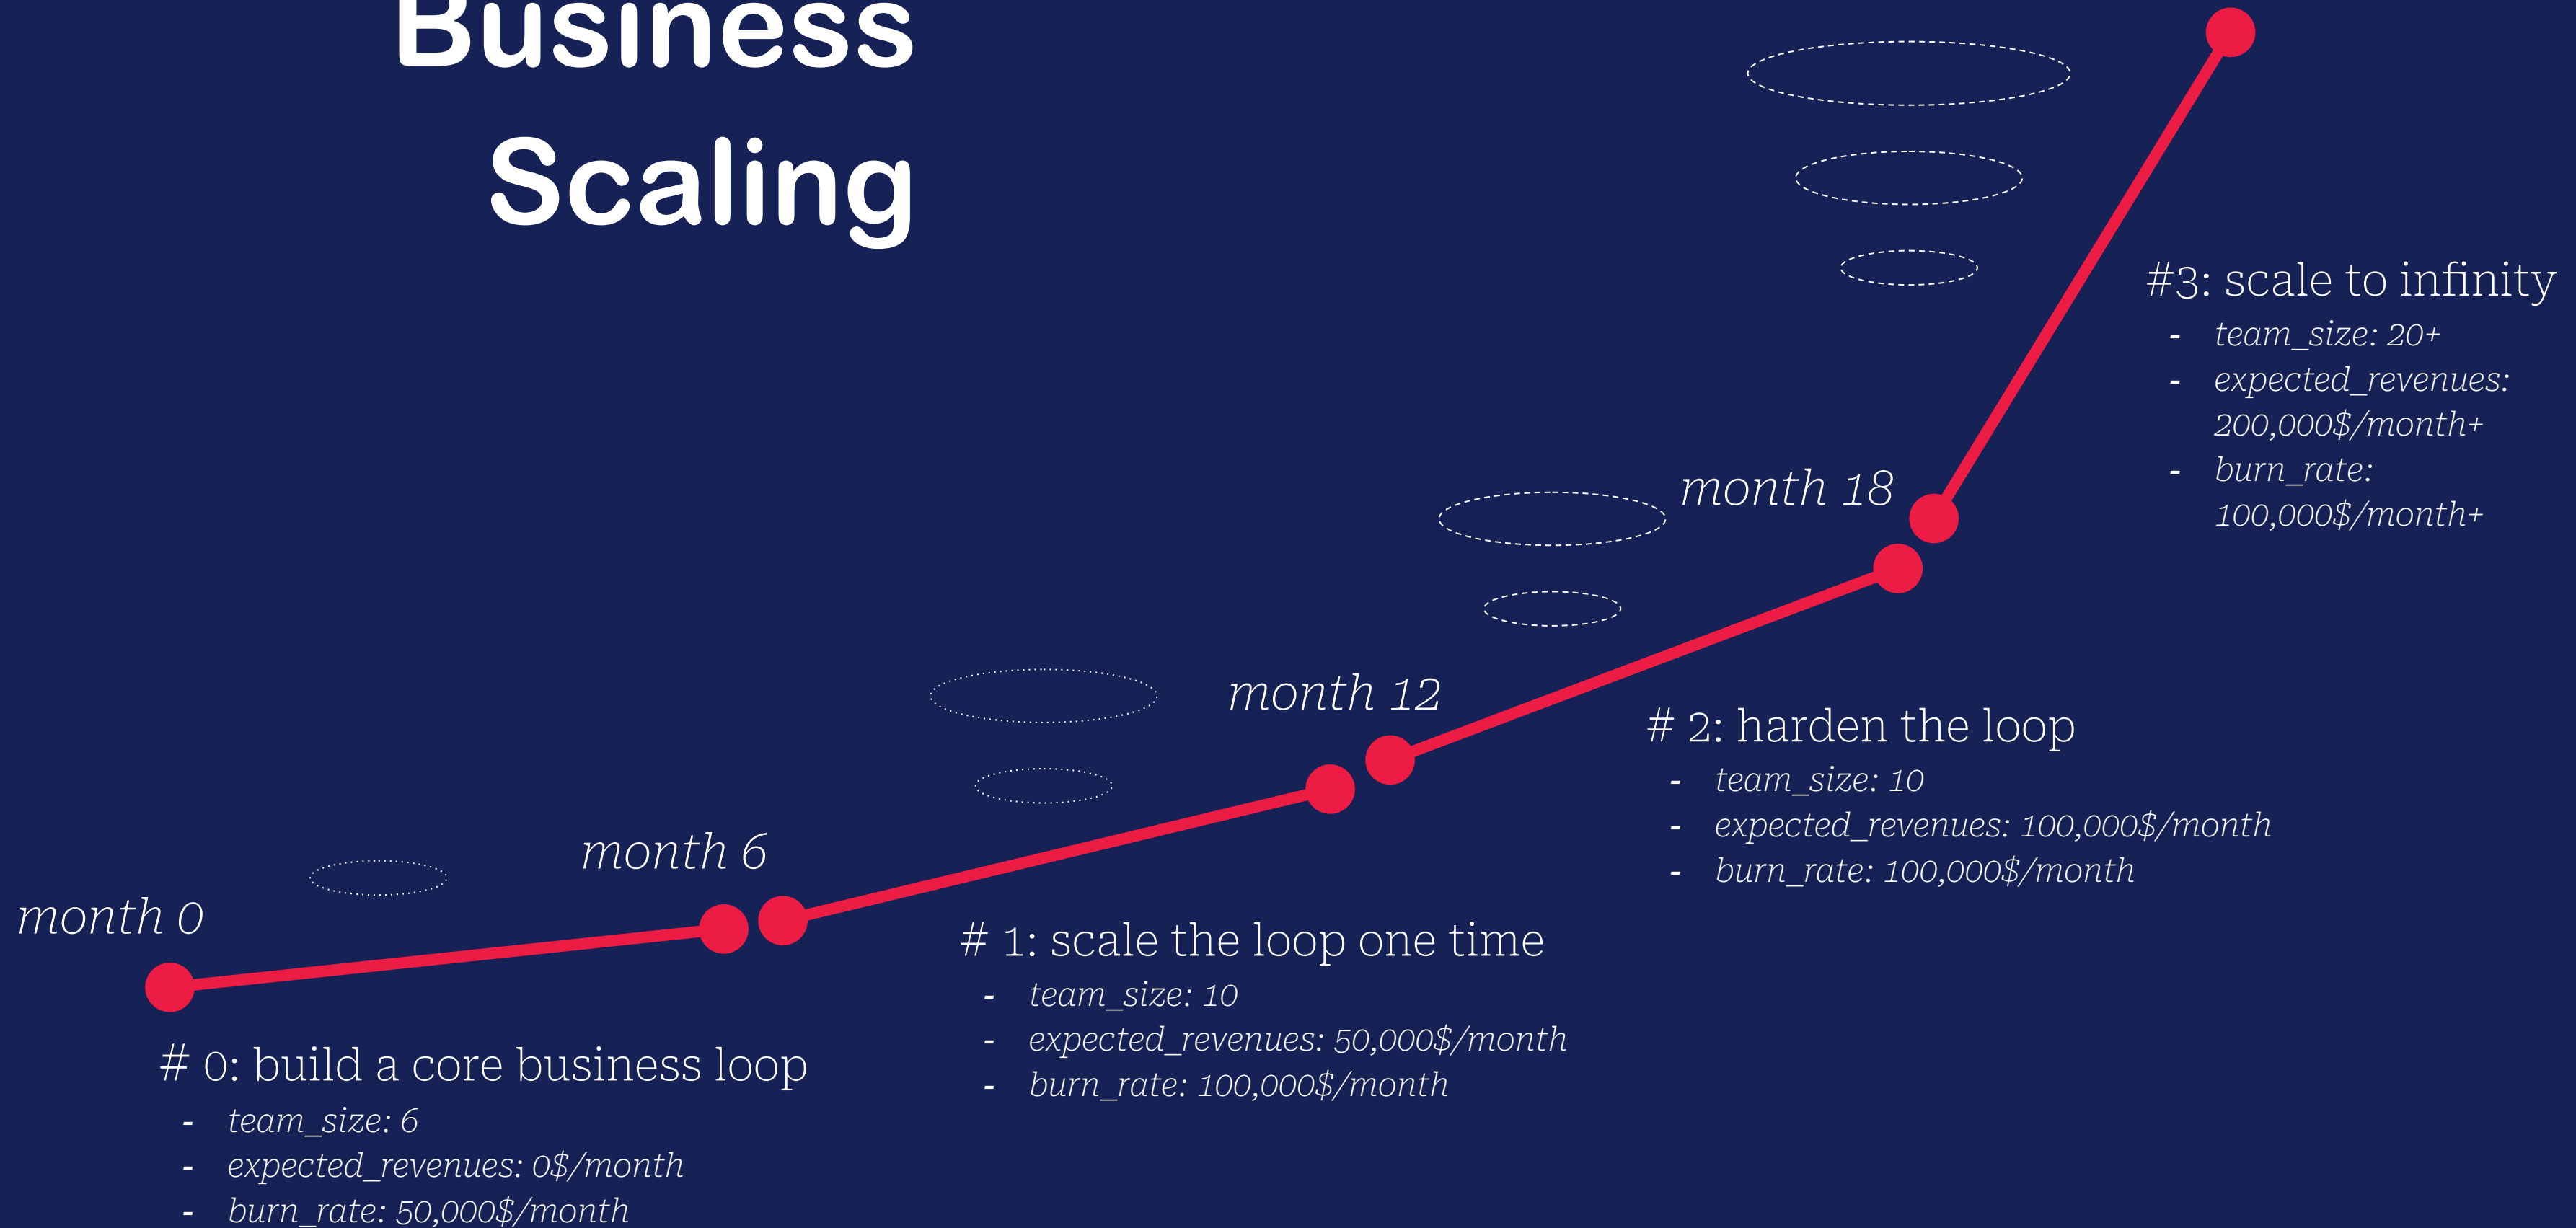 Business
Scaling
month 0
# 0: build a core business loop
- team_size: 6
- expected_revenues: 0$/month
- burn_rate: 50,000$/month
month 6
# 1: scale the loop one time
- team_size: 10
- expected_revenues: 50,000$/month
- burn_rate: 100,000$/month
month 12
# 2: harden the loop
- team_size: 10
- expected_revenues: 100,000$/month
- burn_rate: 100,000$/month
month 18
#3: scale to infinity
- team_size: 20+
- expected_revenues:
200,000$/month+
- burn_rate:
100,000$/month+